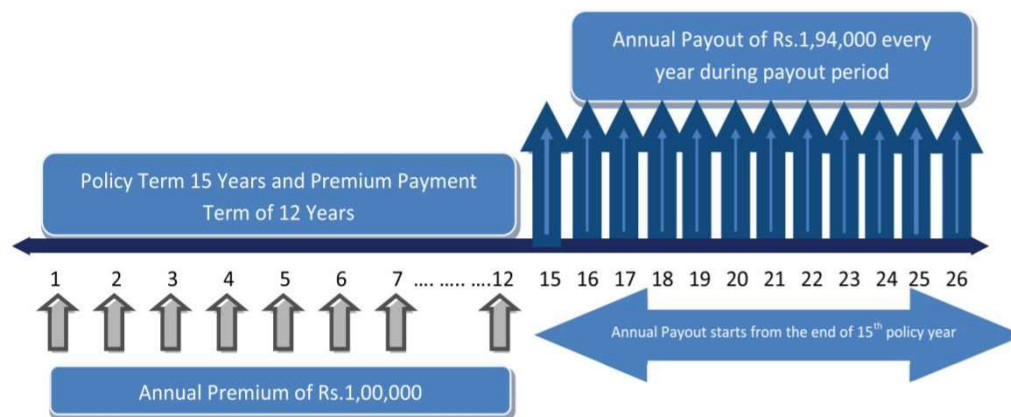 Annual Payout of Rs.1,94,000 every
year during payout period
Policy Term 15 Years and Premium Payment
Term of 12 Years
1 2 3 4 5 6 7 .... ..... ....12 15 16 17 18 19 20 21 22 23 24 25 26
Annual Payout starts from the end of 15th policy year
Annual Premium of Rs.1,00,000